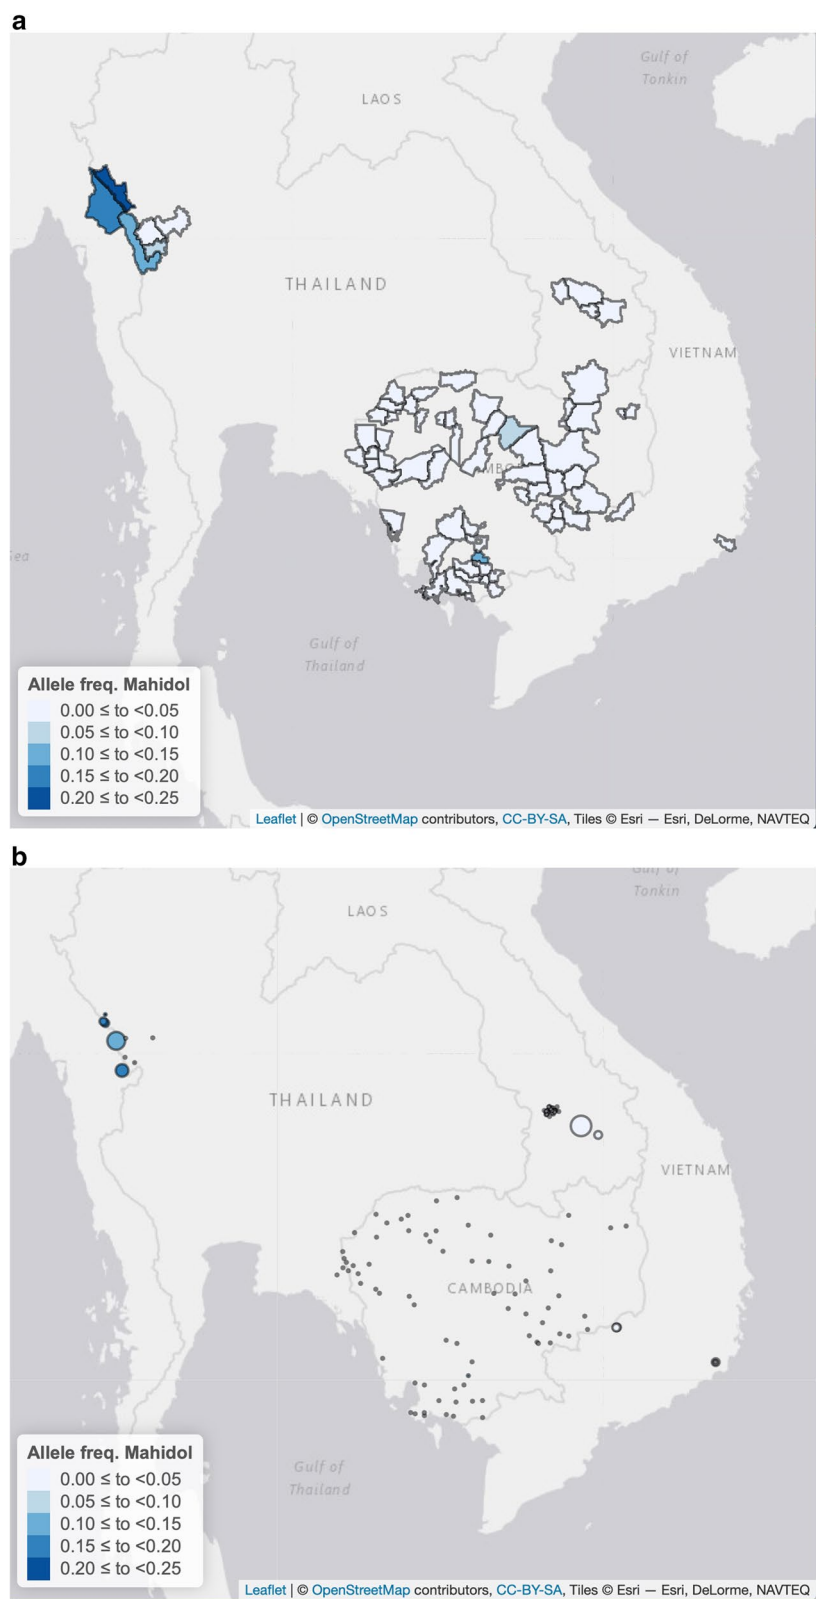 a
Gulf of
Tonkin
LAOS
THAILAND
VIETNAM
Gulf of
Thailand
Allele freq. Mahidol
0.00 ≤ to <0.05
0.05 ≤ to <0.10
0.10 ≤ to <0.15
0.15 ≤ to <0.20
0.20 ≤ to <0.25
Leaflet | © OpenStreetMap contributors, CC-BY-SA, Tiles © Esri — Esri, DeLorme, NAVTEQ
b
Gulf of
Tonkin
LAOS
THAILAND
VIETNAM
CAMBODIA
Gulf of
Thailand
Allele freq. Mahidol
0.00 ≤ to <0.05
0.05 ≤ to <0.10
0.10 ≤ to <0.15
0.15 ≤ to <0.20
0.20 ≤ to <0.25
Leaflet | © OpenStreetMap contributors, CC-BY-SA, Tiles © Esri — Esri, DeLorme, NAVTEQ